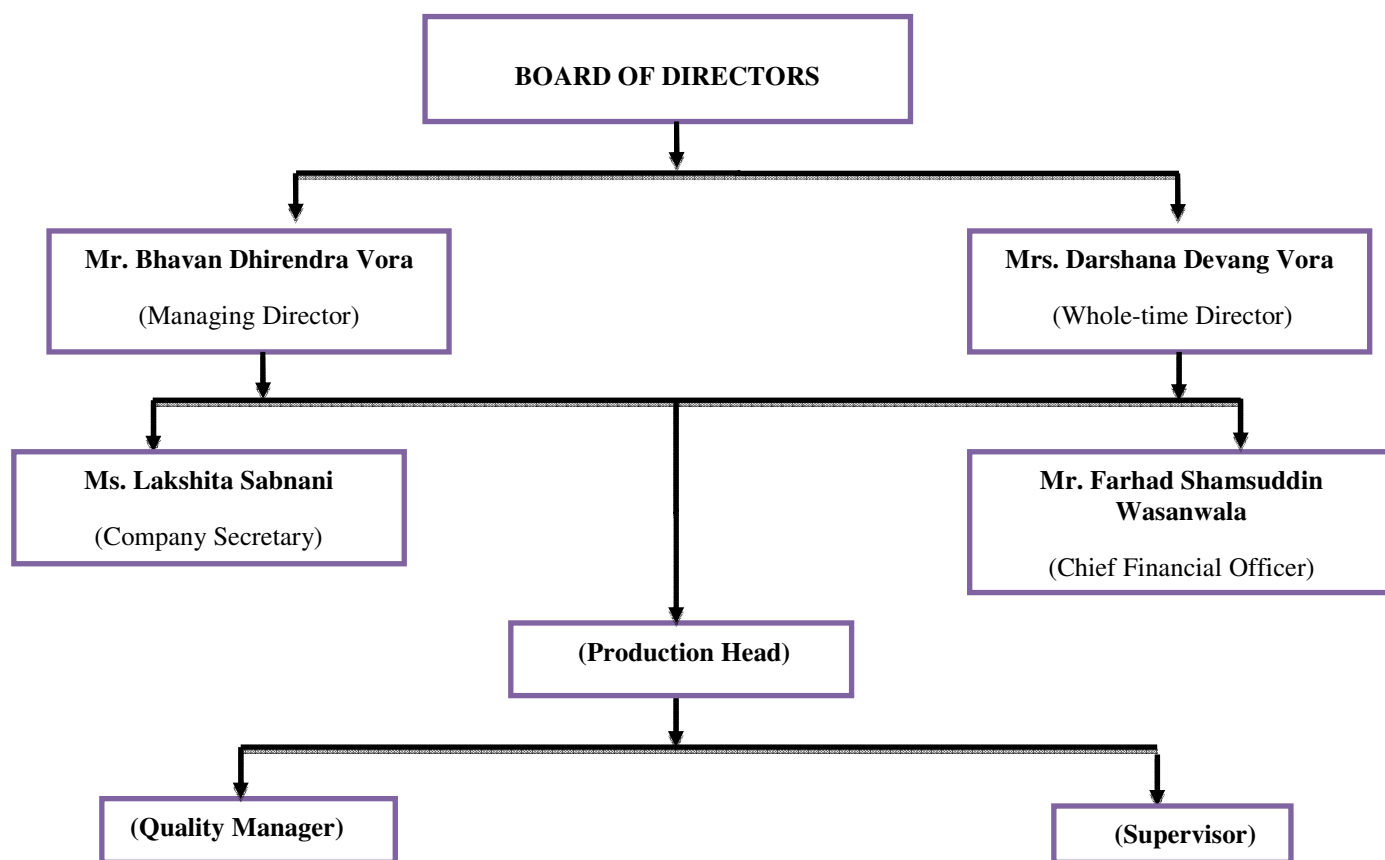 BOARD OF DIRECTORS
Mr. Bhavan Dhirendra Vora
(Managing Director)
Mrs. Darshana Devang Vora
(Whole-time Director)
Ms. Lakshita Sabnani
(Company Secretary)
Mr. Farhad Shamsuddin
Wasanwala
(Chief Financial Officer)
(Production Head)
(Quality Manager)
(Supervisor)